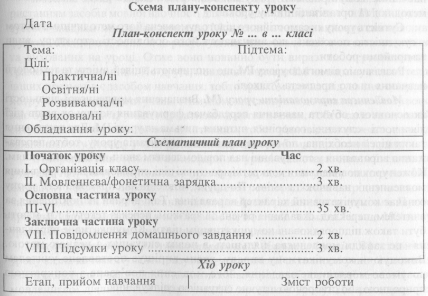 Схема плану-конспекту уроку
Дата
План-конспект уроку № ... в ... класі
Тема: Підтема:
Цілі:
Практична/ні
Освітня/ні
Розвиваюча/чі
Виховна/ні
Обладнання уроку:
Схематичний план уроку
Початок уроку Час
I. Організація класу..................................................2 хв.
II. Мовленнєва/фонетична зарядка...............................3 хв.
Основна частина уроку
III-VI.........................................................................35 хв.
Заключна частина уроку
VII. Повідомлення домашнього завдання .................. 2 хв.
VIII. Підсумки уроку .................................................. 3 хв.
Хід уроку
Етап, прийом навчання Зміст роботи